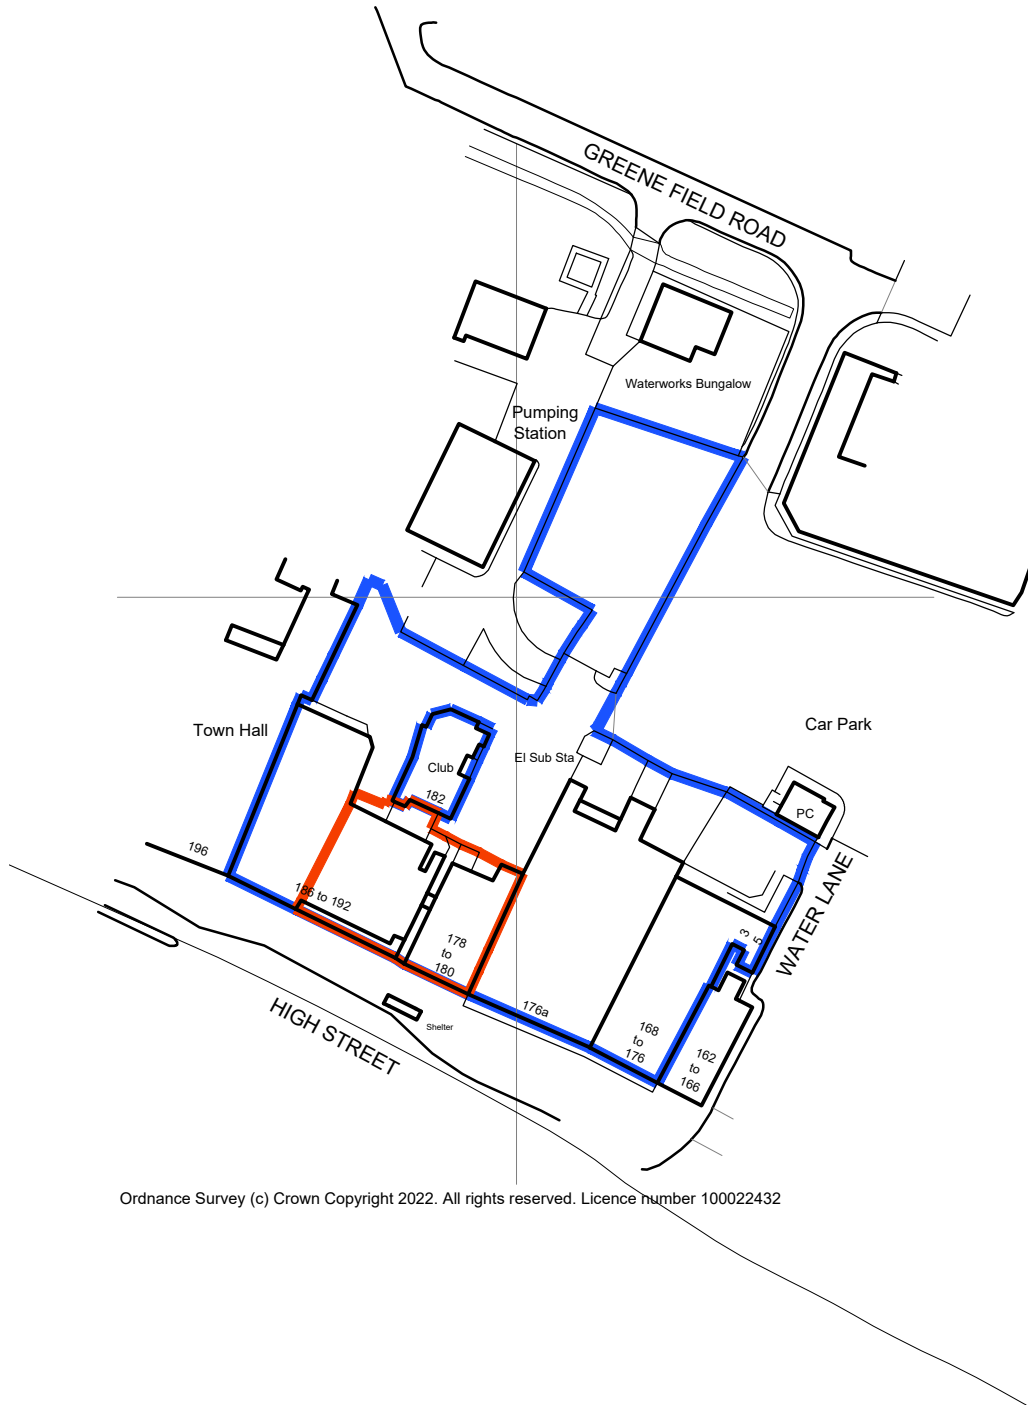 GREENE FIELD ROAD
Waterworks Bungalow
Pumping
Station
Town Hall
Car Park
El Sub Sta
Club
182
PC
196
186 to 192
178
to
180
3
5
WATER LANE
176a
HIGH STREET
Shelter
168
to
176
162
to
166
Ordnance Survey (c) Crown Copyright 2022. All rights reserved. Licence number 100022432